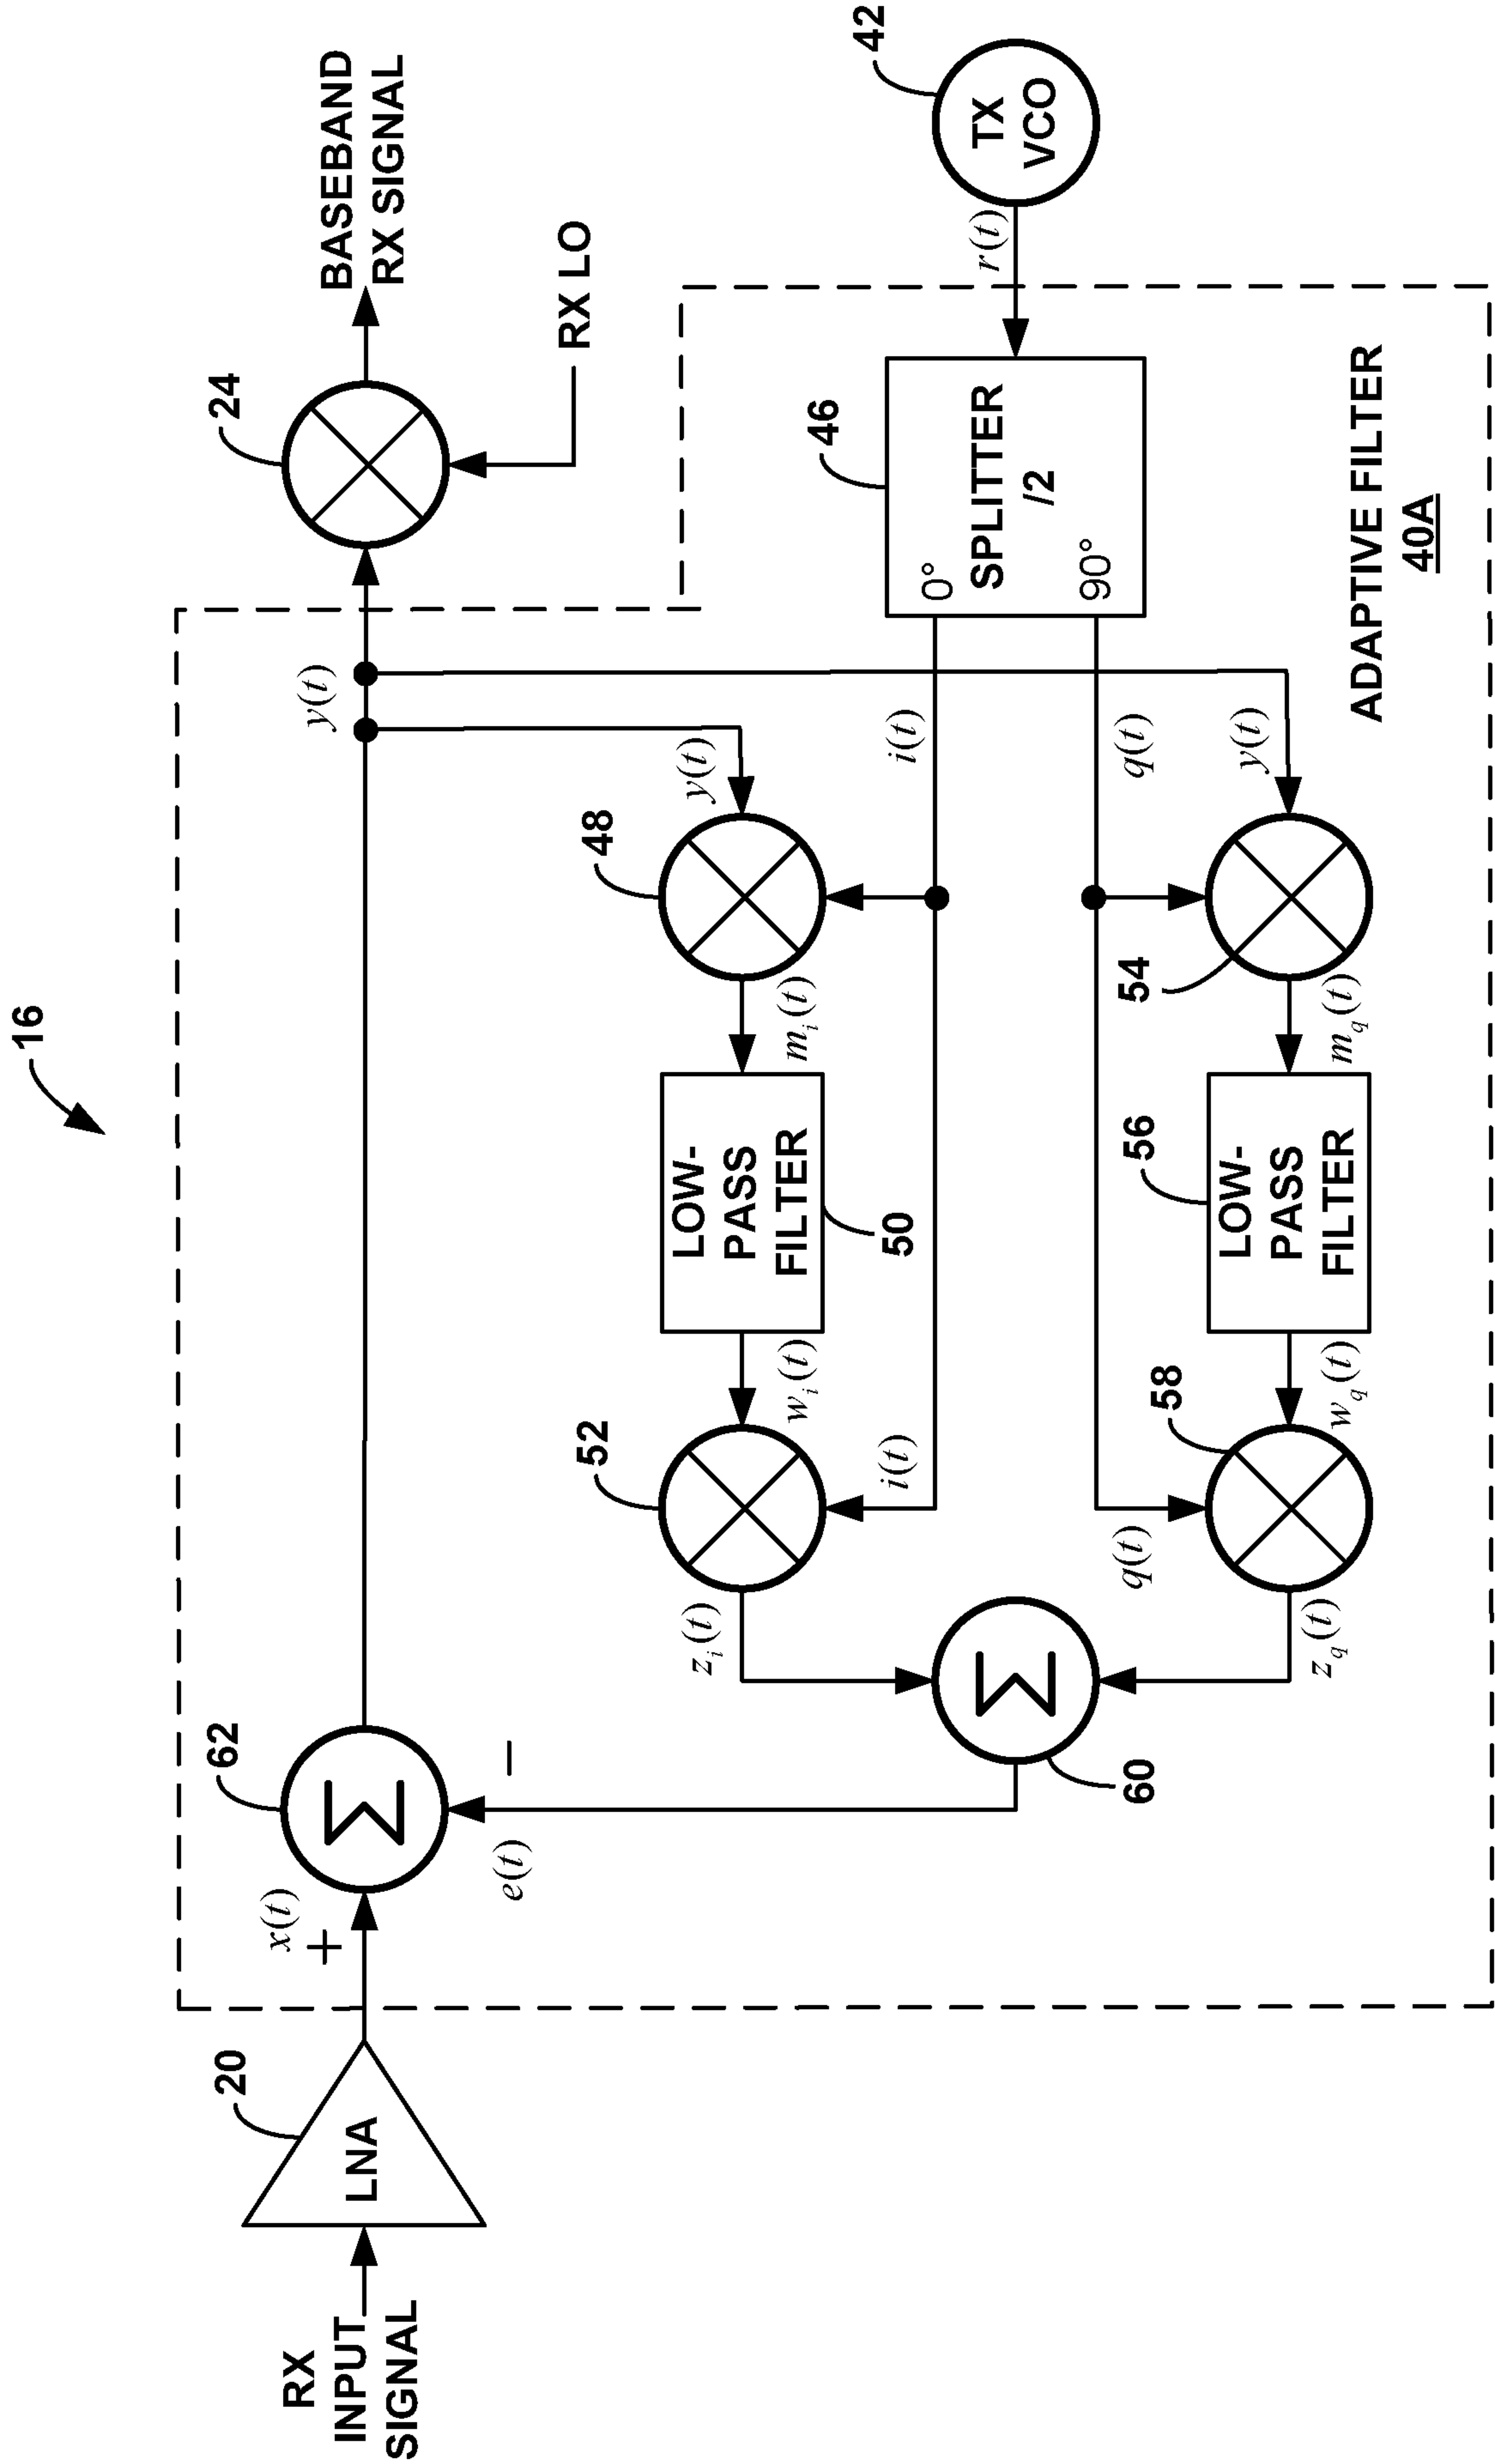 16
RX
INPUT
SIGNAL
LNA
20
x(t)
+
Σ
62
e(t)
−
y(t)
24
BASEBAND
RX SIGNAL
RX LO
z_i(t)
52
w_i(t)
LOW-
PASS
FILTER
50
m_i(t)
48
y(t)
i(t)
i(t)
Σ
60
q(t)
q(t)
0°
90°
SPLITTER
/2
46
r(t)
TX
VCO
42
z_q(t)
58
w_q(t)
LOW-
PASS
FILTER
56
m_q(t)
54
y(t)
ADAPTIVE FILTER
40A